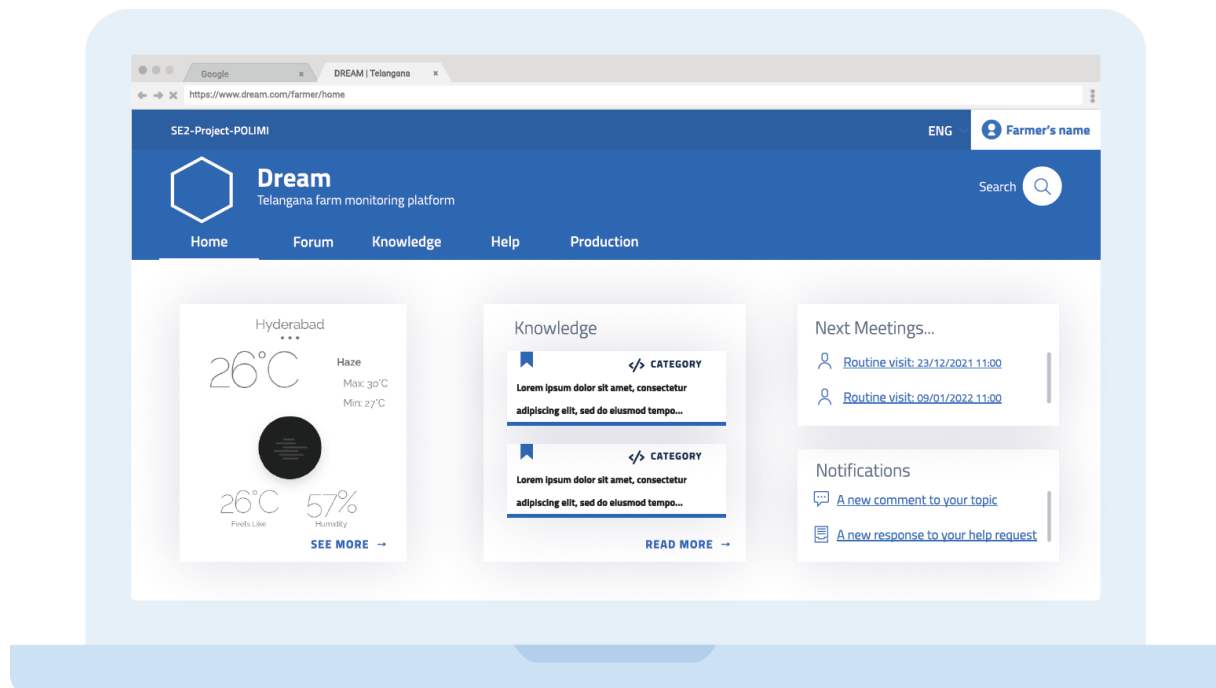 Google × DREAM | Telangana ×
https://www.dream.com/farmer/home
SE2-Project-POLIMI ENG Farmer's name
Dream
Telangana farm monitoring platform
Search
Home Forum Knowledge Help Production
Hyderabad
26°C
Haze
Max: 30°C
Min: 27°C
26°C 57%
Feels Like Humidity
SEE MORE →
Knowledge
</> CATEGORY
Lorem ipsum dolor sit amet, consectetur
adipiscing elit, sed do eiusmod tempo...
</> CATEGORY
Lorem ipsum dolor sit amet, consectetur
adipiscing elit, sed do eiusmod tempo...
READ MORE →
Next Meetings...
Routine visit: 23/12/2021 11:00
Routine visit: 09/01/2022 11:00
Notifications
A new comment to your topic
A new response to your help request